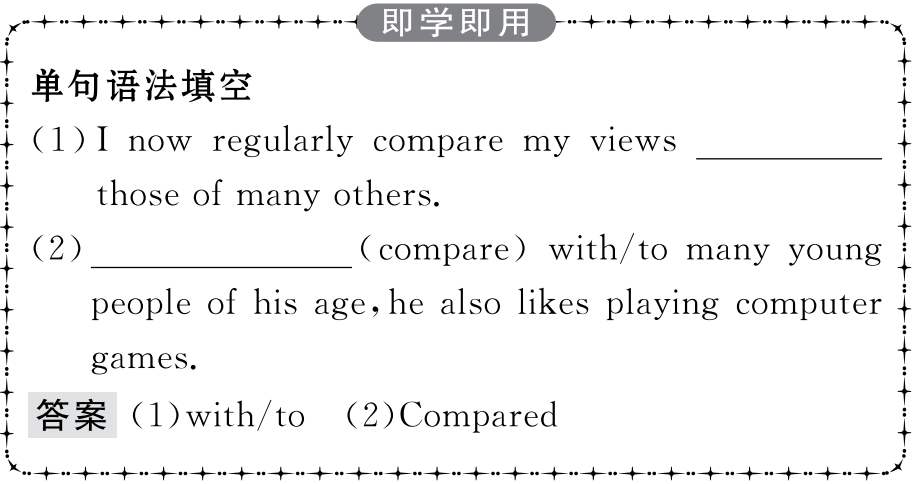 即学即用
单句语法填空
(1)I now regularly compare my views ________
those of many others.
(2)____________(compare) with/to many young
people of his age,he also likes playing computer
games.
答案 (1)with/to (2)Compared